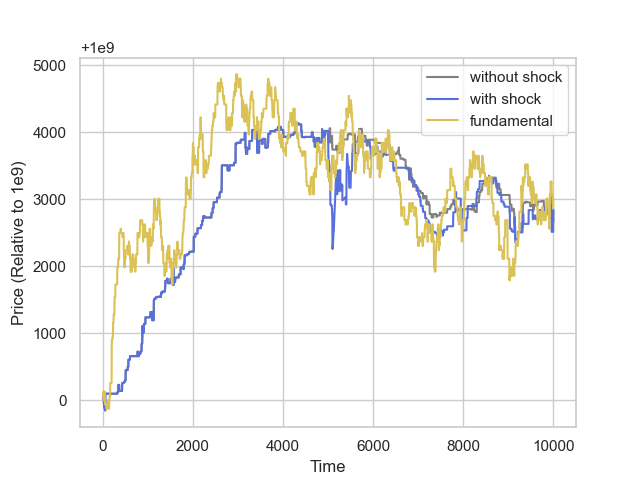 +1e9
5000
4000
3000
2000
1000
0
Price (Relative to 1e9)
without shock
with shock
fundamental
0
2000
4000
6000
8000
10000
Time